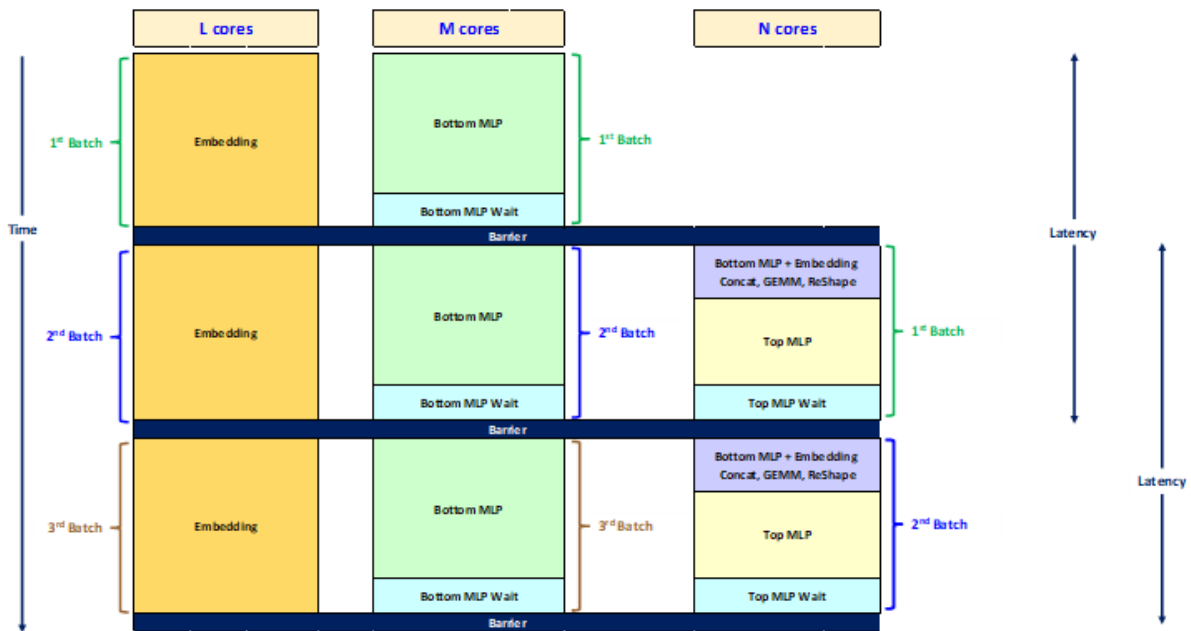 L cores
M cores
N cores
1st Batch
Embedding
Bottom MLP
1st Batch
Bottom MLP Wait
Time
Barrier
Latency
2nd Batch
Embedding
Bottom MLP
2nd Batch
Bottom MLP + Embedding
Concat, GEMM, ReShape
Top MLP
1st Batch
Bottom MLP Wait
Top MLP Wait
Barrier
Bottom MLP + Embedding
Concat, GEMM, ReShape
Latency
3rd Batch
Embedding
Bottom MLP
3rd Batch
Top MLP
2nd Batch
Bottom MLP Wait
Top MLP Wait
Barrier